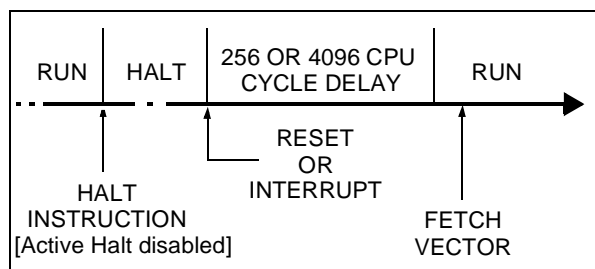 RUN
HALT
256 OR 4096 CPU
CYCLE DELAY
RUN
RESET
OR
INTERRUPT
HALT
INSTRUCTION
[Active Halt disabled]
FETCH
VECTOR